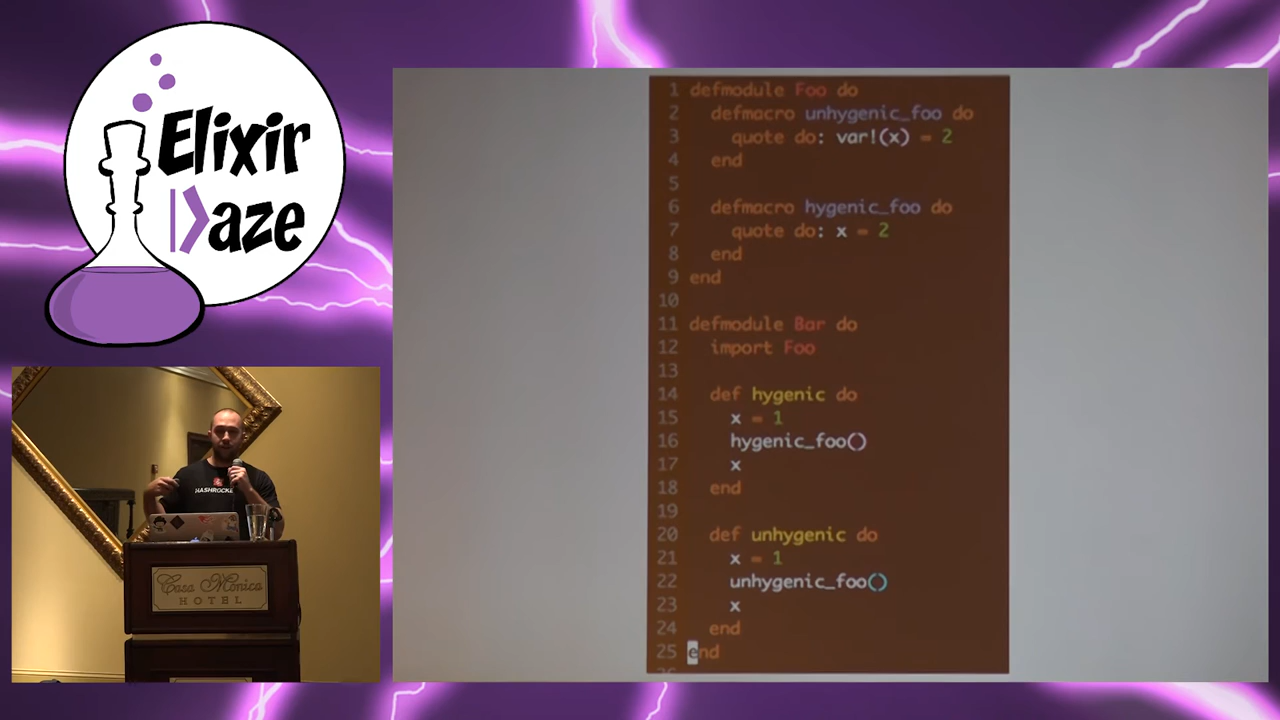 Elixir
Daze
HASHROCKE
Casa Monica
HOTEL
1 defmodule Foo do
2 defmacro unhygenic_foo do
3 quote do: var!(x) = 2
4 end
5
6 defmacro hygenic_foo do
7 quote do: x = 2
8 end
9 end
10
11 defmodule Bar do
12 import Foo
13
14 def hygenic do
15 x = 1
16 hygenic_foo()
17 x
18 end
19
20 def unhygenic do
21 x = 1
22 unhygenic_foo()
23 x
24 end
25 end